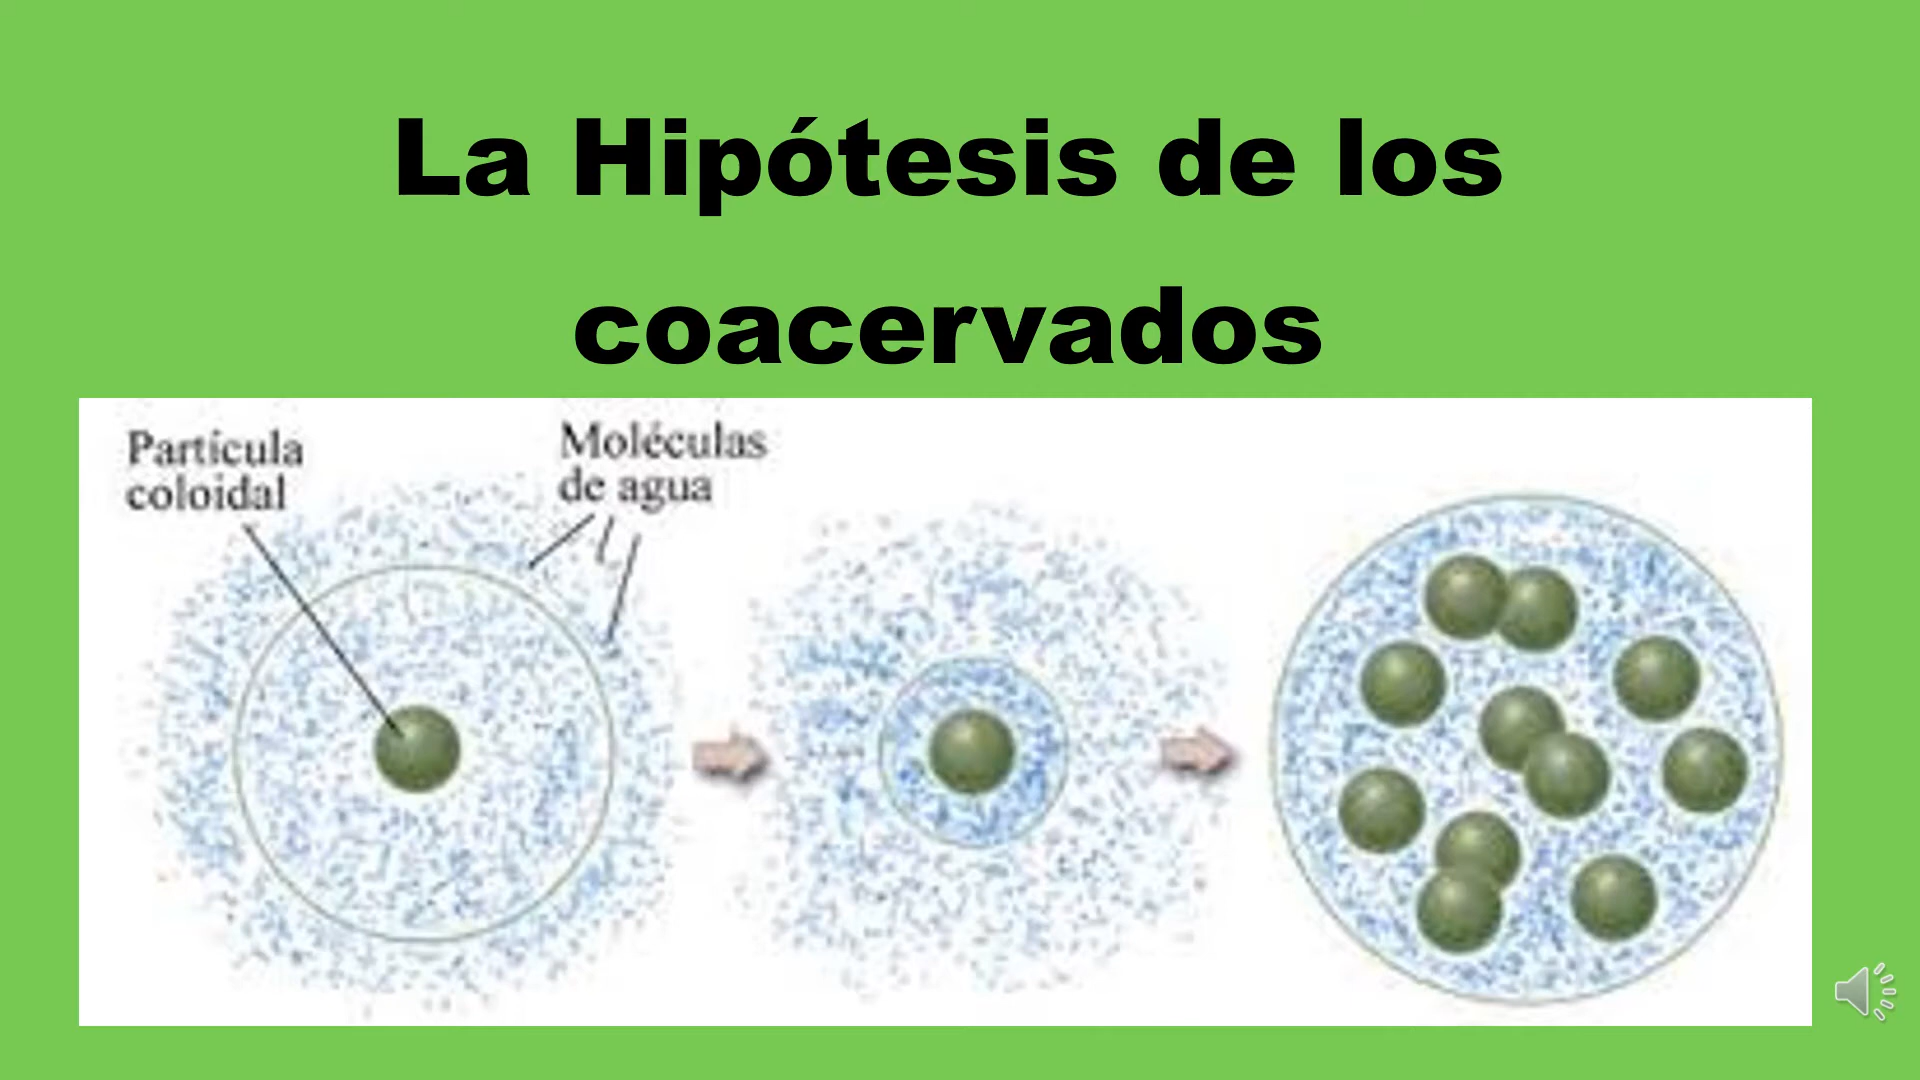 La Hipótesis de los
coacervados
Partícula
coloidal
Moléculas
de agua